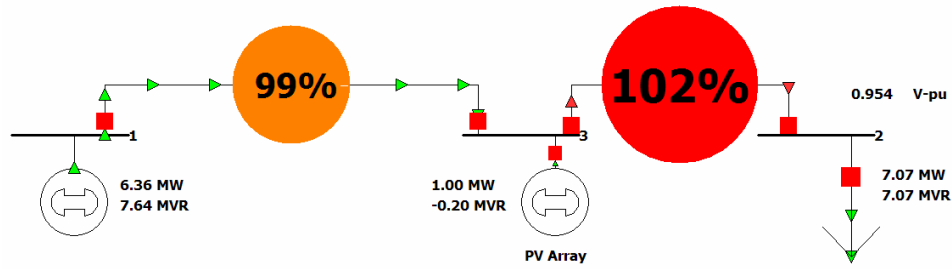 99%
102%
0.954 V-pu
1
3
2
6.36 MW
7.64 MVR
1.00 MW
-0.20 MVR
7.07 MW
7.07 MVR
PV Array